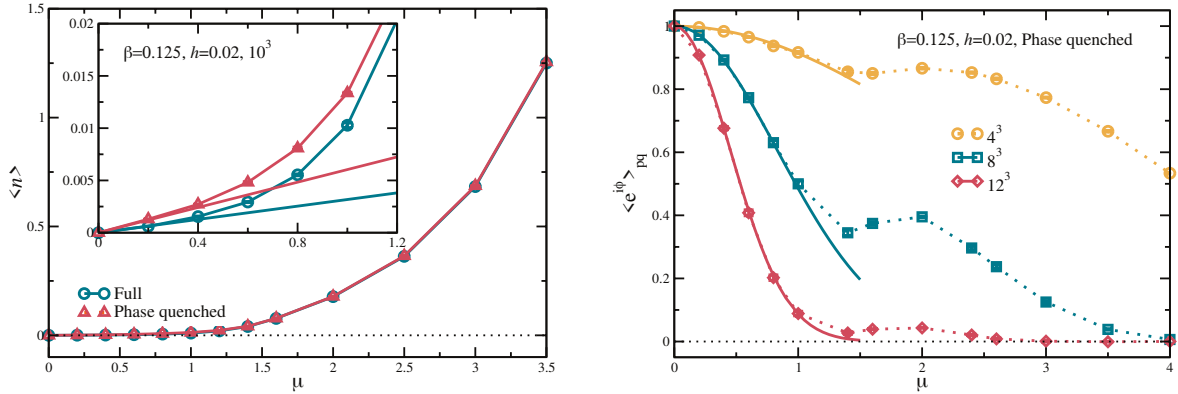 1.5
1
0.5
0
<n>
0.02
0.015
0.01
0.005
0
β=0.125, h=0.02, 10³
0 0.4 0.8 1.2
Full
Phase quenched
0 0.5 1 1.5 2 2.5 3 3.5
μ
1
0.8
0.6
0.4
0.2
0
<e^{iφ}>_{pq}
β=0.125, h=0.02, Phase quenched
4³
8³
12³
0 1 2 3 4
μ